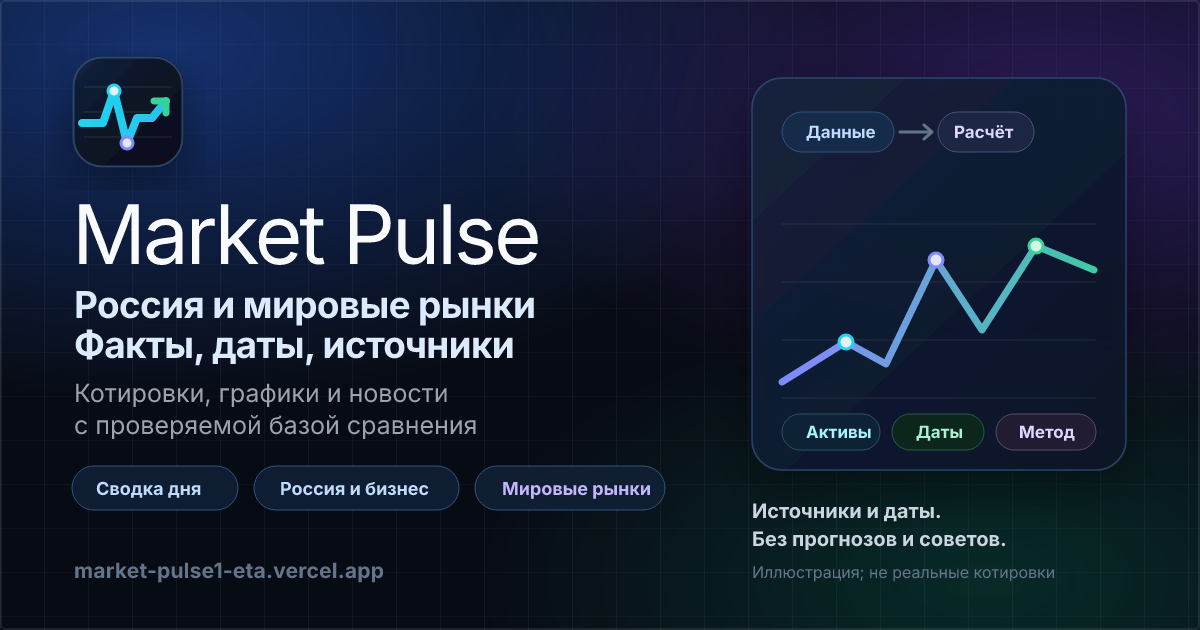 Market Pulse
Россия и мировые рынки
Факты, даты, источники
Котировки, графики и новости
с проверяемой базой сравнения
Сводка дня
Россия и бизнес
Мировые рынки
market-pulse1-eta.vercel.app
Данные
Расчёт
Активы
Даты
Метод
Источники и даты.
Без прогнозов и советов.
Иллюстрация; не реальные котировки